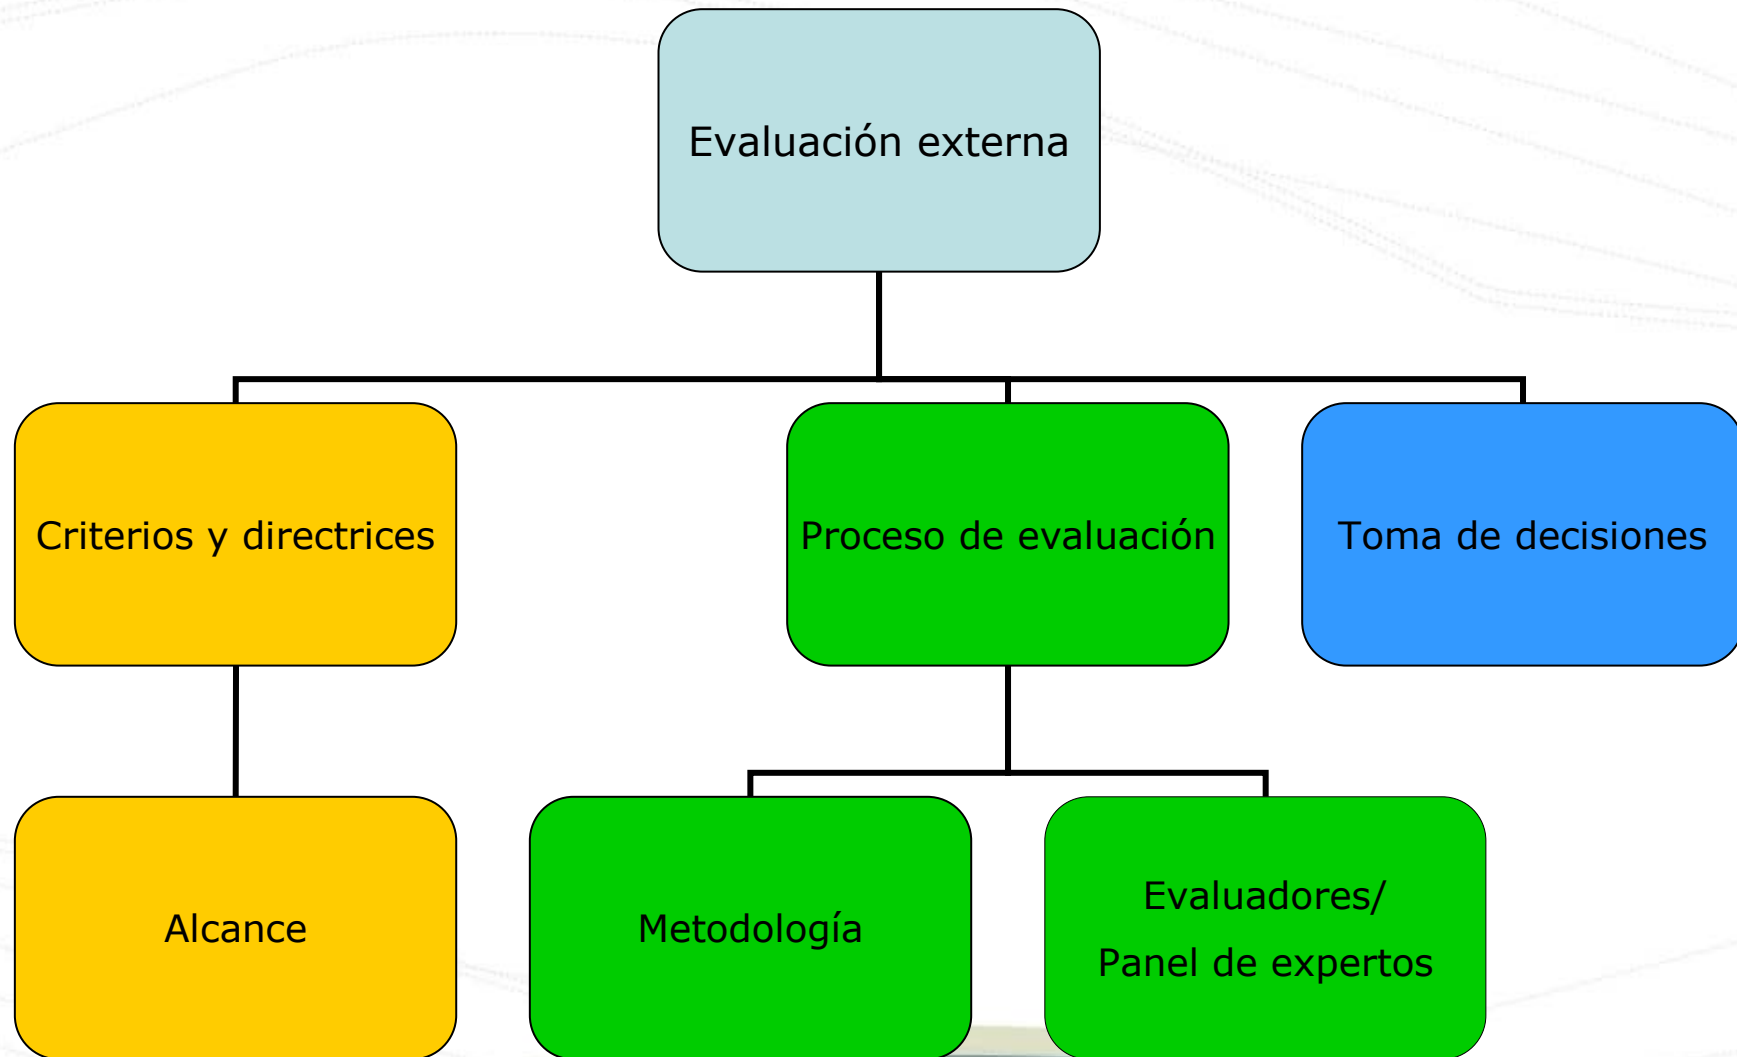 Evaluación externa
Criterios y directrices
Proceso de evaluación
Toma de decisiones
Alcance
Metodología
Evaluadores/
Panel de expertos